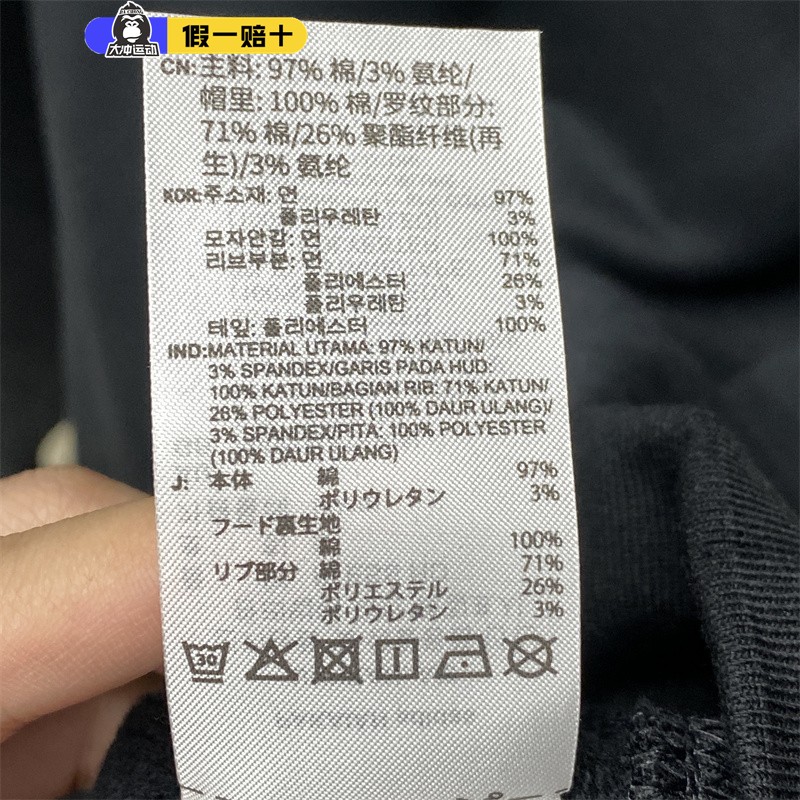 大冲运动
假一赔十
CN:主料: 97% 棉/3% 氨纶/
帽里: 100% 棉/罗纹部分:
71% 棉/26% 聚酯纤维(再
生)/3% 氨纶
KOR:주소재: 면 97%
폴리우레탄 3%
모자안감: 면 100%
리브부분: 면 71%
폴리에스터 26%
폴리우레탄 3%
테잎: 폴리에스터 100%
IND:MATERIAL UTAMA: 97% KATUN/
3% SPANDEX/GARIS PADA HUD:
100% KATUN/BAGIAN RIB: 71% KATUN/
26% POLYESTER (100% DAUR ULANG)/
3% SPANDEX/PITA: 100% POLYESTER
(100% DAUR ULANG)
J: 本体 綿 97%
ポリウレタン 3%
フード裏生地
綿 100%
リブ部分 綿 71%
ポリエステル 26%
ポリウレタン 3%
30